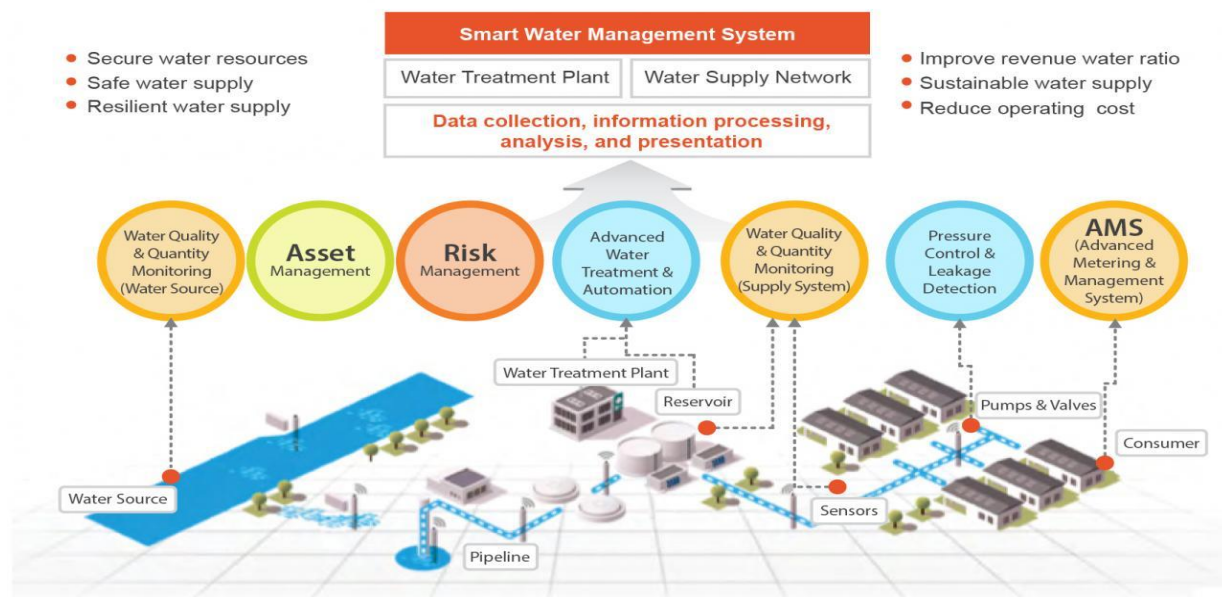 Smart Water Management System
Secure water resources
Safe water supply
Resilient water supply
Water Treatment Plant
Water Supply Network
Data collection, information processing,
analysis, and presentation
Improve revenue water ratio
Sustainable water supply
Reduce operating cost
Water Quality
& Quantity
Monitoring
(Water Source)
Asset
Management
Risk
Management
Advanced
Water
Treatment &
Automation
Water Quality
& Quantity
Monitoring
(Supply System)
Pressure
Control &
Leakage
Detection
AMS
(Advanced
Metering &
Management
System)
Water Treatment Plant
Reservoir
Pumps & Valves
Consumer
Water Source
Sensors
Pipeline